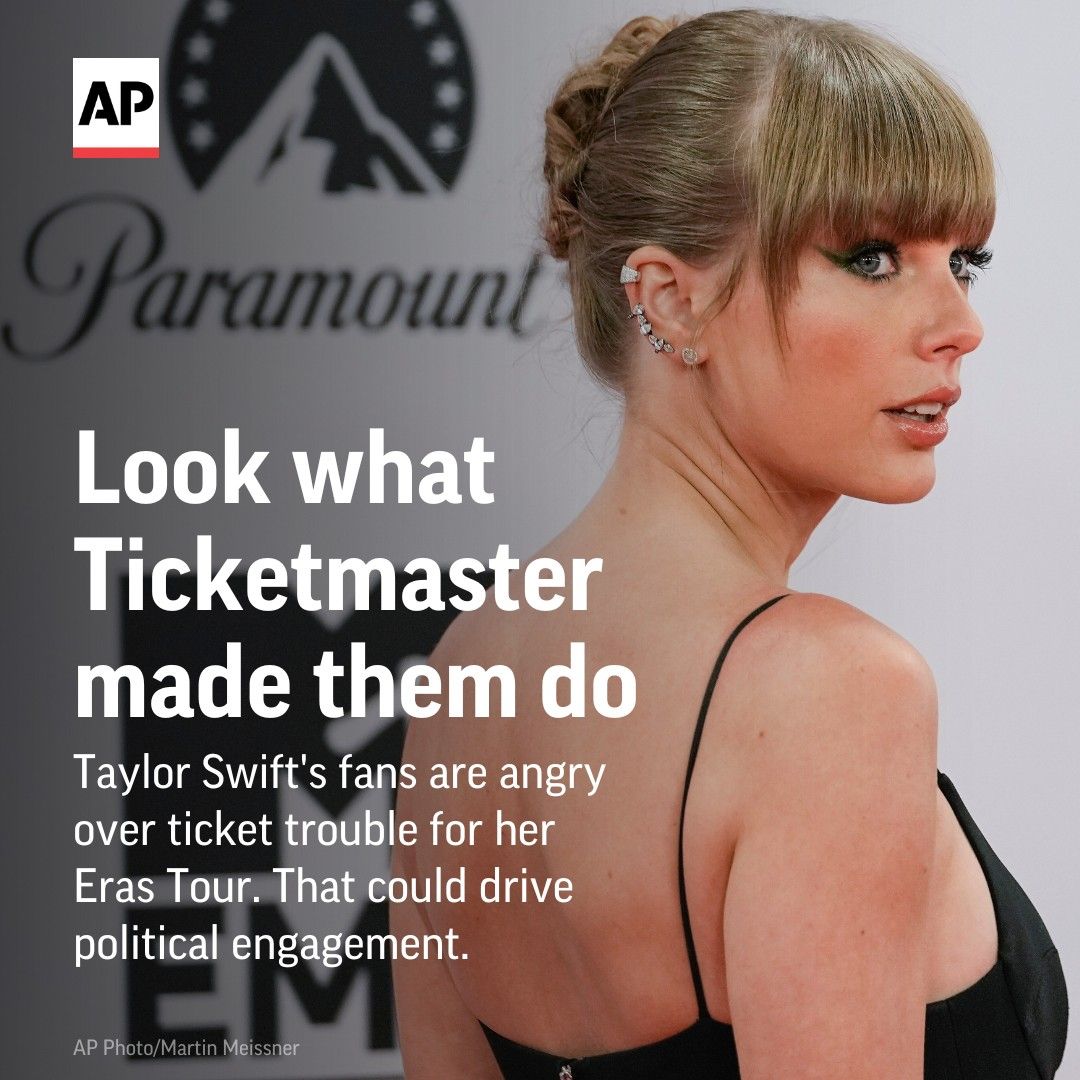 AP
Paramount
Look what
Ticketmaster
made them do
Taylor Swift's fans are angry
over ticket trouble for her
Eras Tour. That could drive
political engagement.
EM
AP Photo/Martin Meissner